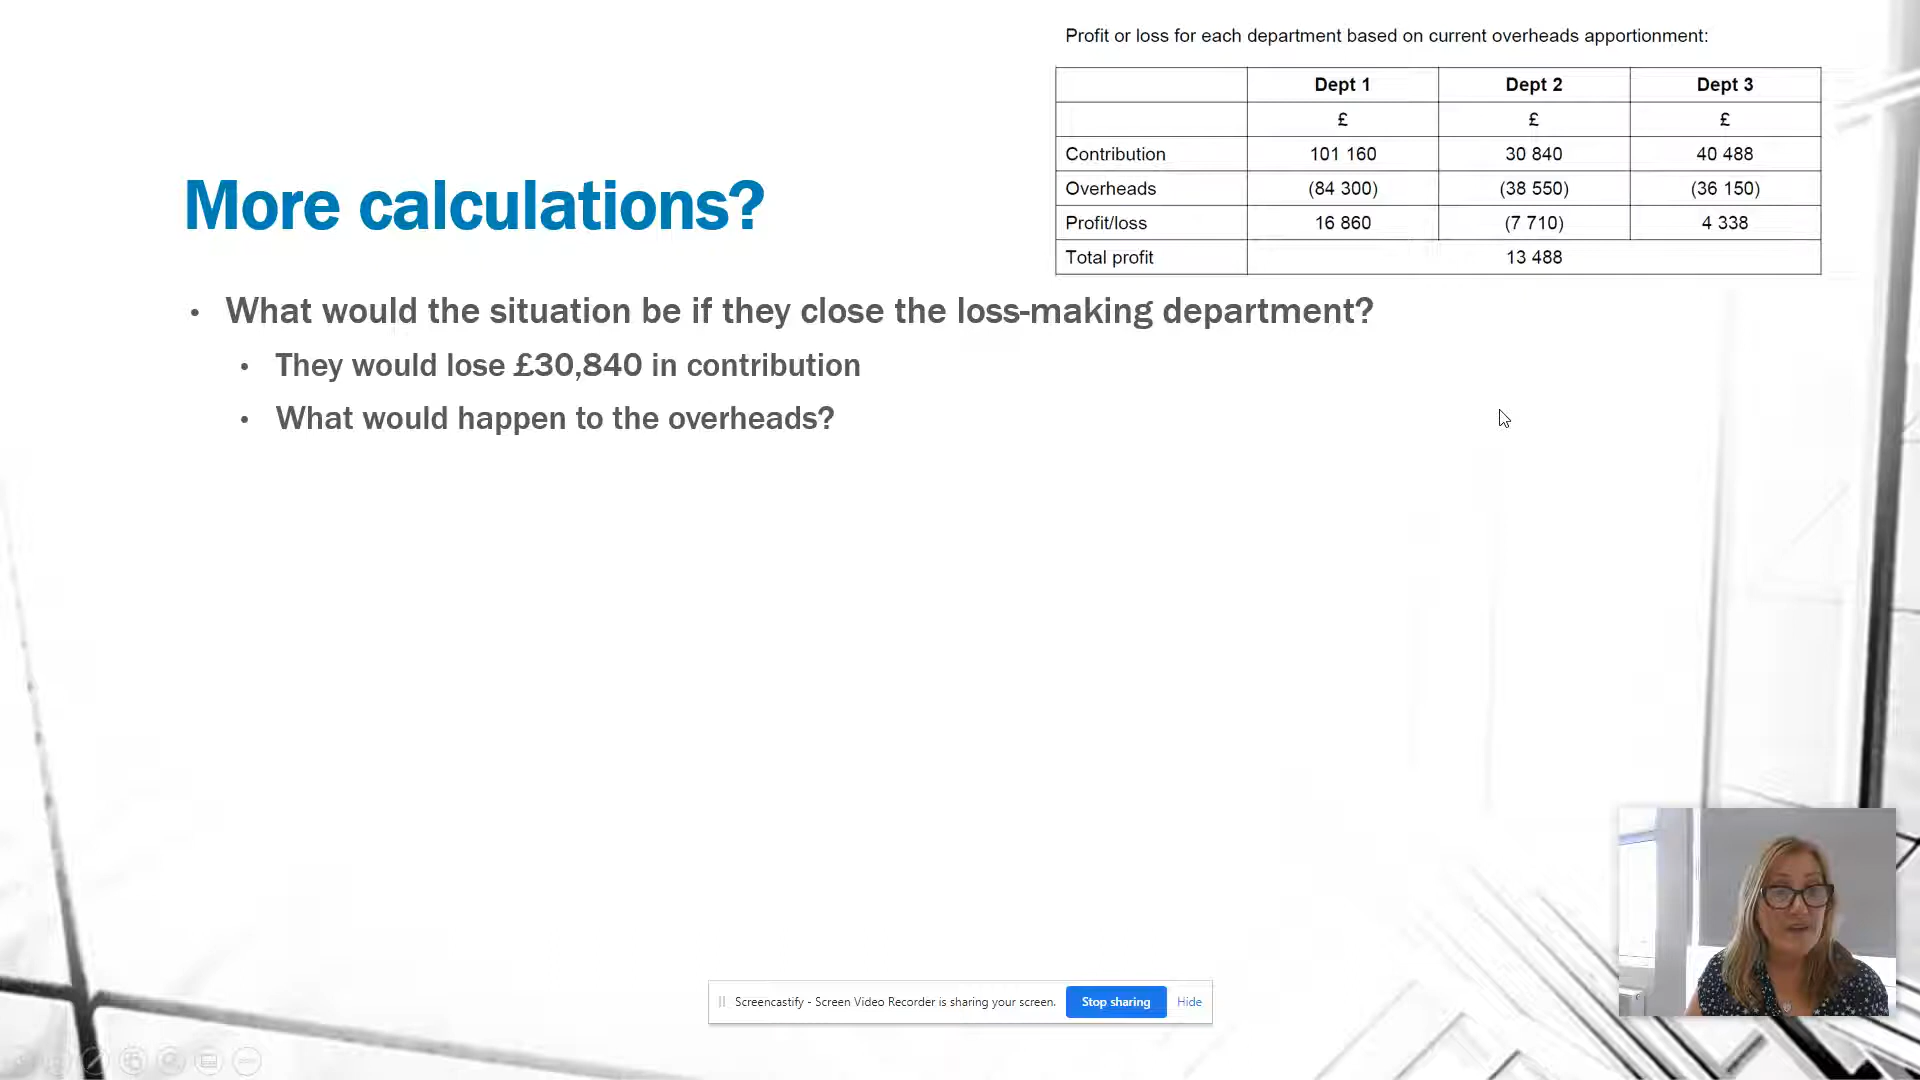 Profit or loss for each department based on current overheads apportionment:
Dept 1 Dept 2 Dept 3
£ £ £
Contribution 101 160 30 840 40 488
Overheads (84 300) (38 550) (36 150)
Profit/loss 16 860 (7 710) 4 338
Total profit 13 488
More calculations?
• What would the situation be if they close the loss-making department?
• They would lose £30,840 in contribution
• What would happen to the overheads?
Screencastify - Screen Video Recorder is sharing your screen. Stop sharing Hide